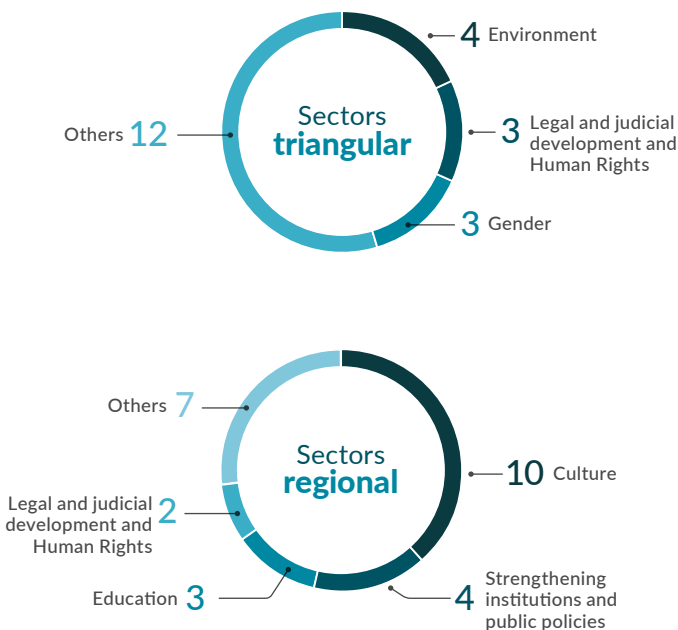 4 Environment
Sectors
triangular
Others 12
3 Legal and judicial
development and
Human Rights
3 Gender
Others 7
Sectors
regional
10 Culture
Legal and judicial
development and
Human Rights
2
Education 3
4 Strengthening
institutions and
public policies